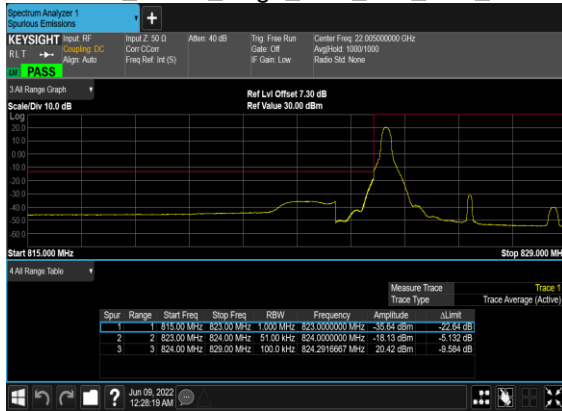 Spectrum Analyzer 1
Spurious Emissions
KEYSIGHT Input: RF Input Z: 50 Ω Atten: 40 dB Trig: Free Run Center Freq: 22.005000000 GHz
RLT Coupling: DC Corr CCorr Gate: Off Avg|Hold: 1000/1000
Align: Auto Freq Ref: Int (S) IF Gain: Low Radio Std: None
PASS
3 All Range Graph Ref Lvl Offset 7.30 dB
Scale/Div 10.0 dB Ref Value 30.00 dBm
Log
20.0
10.0
0.00
-10.0
-20.0
-30.0
-40.0
-50.0
-60.0
Start 815.000 MHz Stop 829.000 MH
4 All Range Table
Measure Trace Trace 1
Trace Type Trace Average (Active)
Spur Range Start Freq Stop Freq RBW Frequency Amplitude ΔLimit
1 1 815.00 MHz 823.00 MHz 1.000 MHz 823.0000000 MHz -35.64 dBm -22.64 dB
2 2 823.00 MHz 824.00 MHz 51.00 kHz 824.0000000 MHz -18.13 dBm -5.132 dB
3 3 824.00 MHz 829.00 MHz 100.0 kHz 824.2916667 MHz 20.42 dBm -9.584 dB
Jun 09, 2022
12:28:19 AM